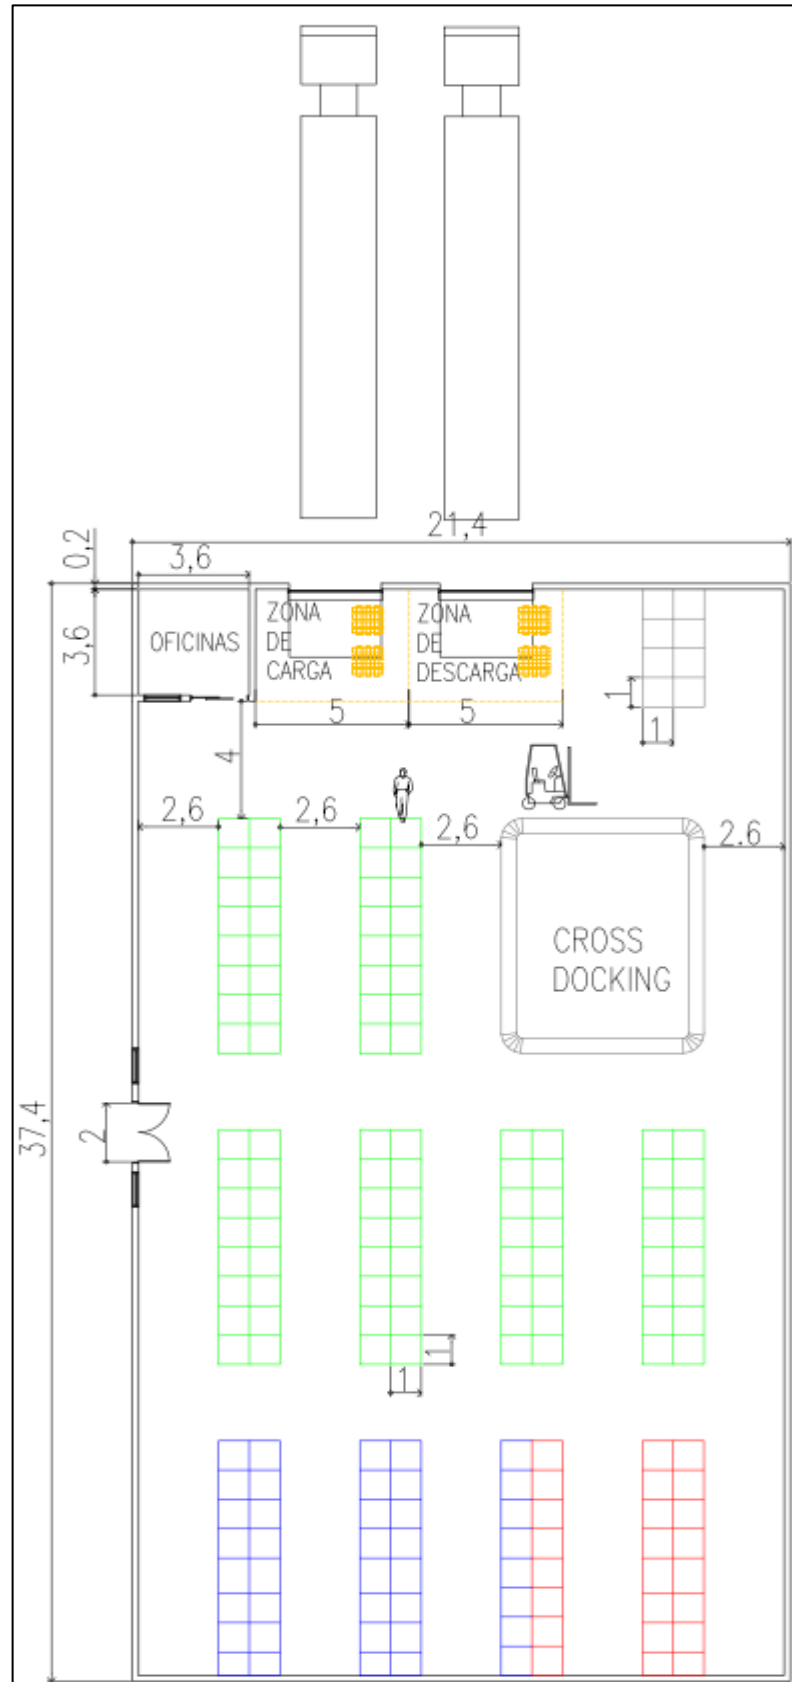 21,4
0,2
3,6
3,6
OFICINAS
ZONA
DE
CARGA
ZONA
DE
DESCARGA
5
5
1
1
4
2,6
2,6
2,6
2.6
CROSS
DOCKING
37,4
2
1
1